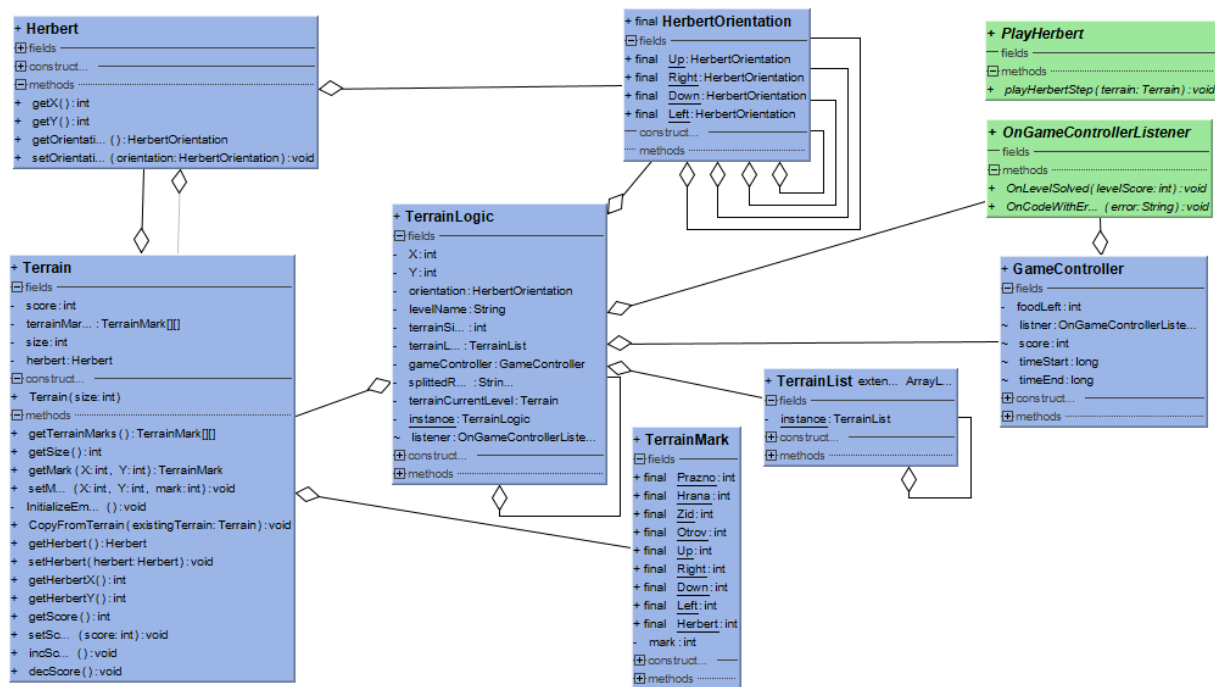 + Herbert
fields
construct...
methods
+ getX():int
+ getY():int
+ getOrientati... ():HerbertOrientation
+ setOrientati... (orientation:HerbertOrientation):void
+ final HerbertOrientation
fields
+ final Up:HerbertOrientation
+ final Right:HerbertOrientation
+ final Down:HerbertOrientation
+ final Left:HerbertOrientation
construct...
methods
+ PlayHerbert
fields
methods
+ playHerbertStep(terrain:Terrain):void
+ OnGameControllerListener
fields
methods
+ OnLevelSolved(levelScore:int):void
+ OnCodeWithEr... (error:String):void
+ TerrainLogic
fields
- X:int
- Y:int
- orientation:HerbertOrientation
- levelName:String
- terrainSi... :int
- terrainL... :TerrainList
- gameController:GameController
- splittedR... :Strin...
- terrainCurrentLevel:Terrain
- instance:TerrainLogic
~ listener:OnGameControllerListe...
construct...
methods
+ Terrain
fields
- score:int
- terrainMar... :TerrainMark[][]
- size:int
- herbert:Herbert
construct...
+ Terrain(size:int)
methods
+ getTerrainMarks():TerrainMark[][]
+ getSize():int
+ getMark(X:int, Y:int):TerrainMark
+ setM... (X:int, Y:int, mark:int):void
- InitializeEm... ():void
+ CopyFromTerrain(existingTerrain:Terrain):void
+ getHerbert():Herbert
+ setHerbert(herbert:Herbert):void
+ getHerbertX():int
+ getHerbertY():int
+ getScore():int
+ setSc... (score:int):void
+ incSc... ():void
+ decScore():void
+ GameController
fields
- foodLeft:int
~ listner:OnGameControllerListe...
~ score:int
~ timeStart:long
~ timeEnd:long
construct...
methods
+ TerrainList exten... ArrayL...
fields
- instance:TerrainList
construct...
methods
+ TerrainMark
fields
+ final Prazno:int
+ final Hrana:int
+ final Zid:int
+ final Otrov:int
+ final Up:int
+ final Right:int
+ final Down:int
+ final Left:int
+ final Herbert:int
- mark:int
construct...
methods